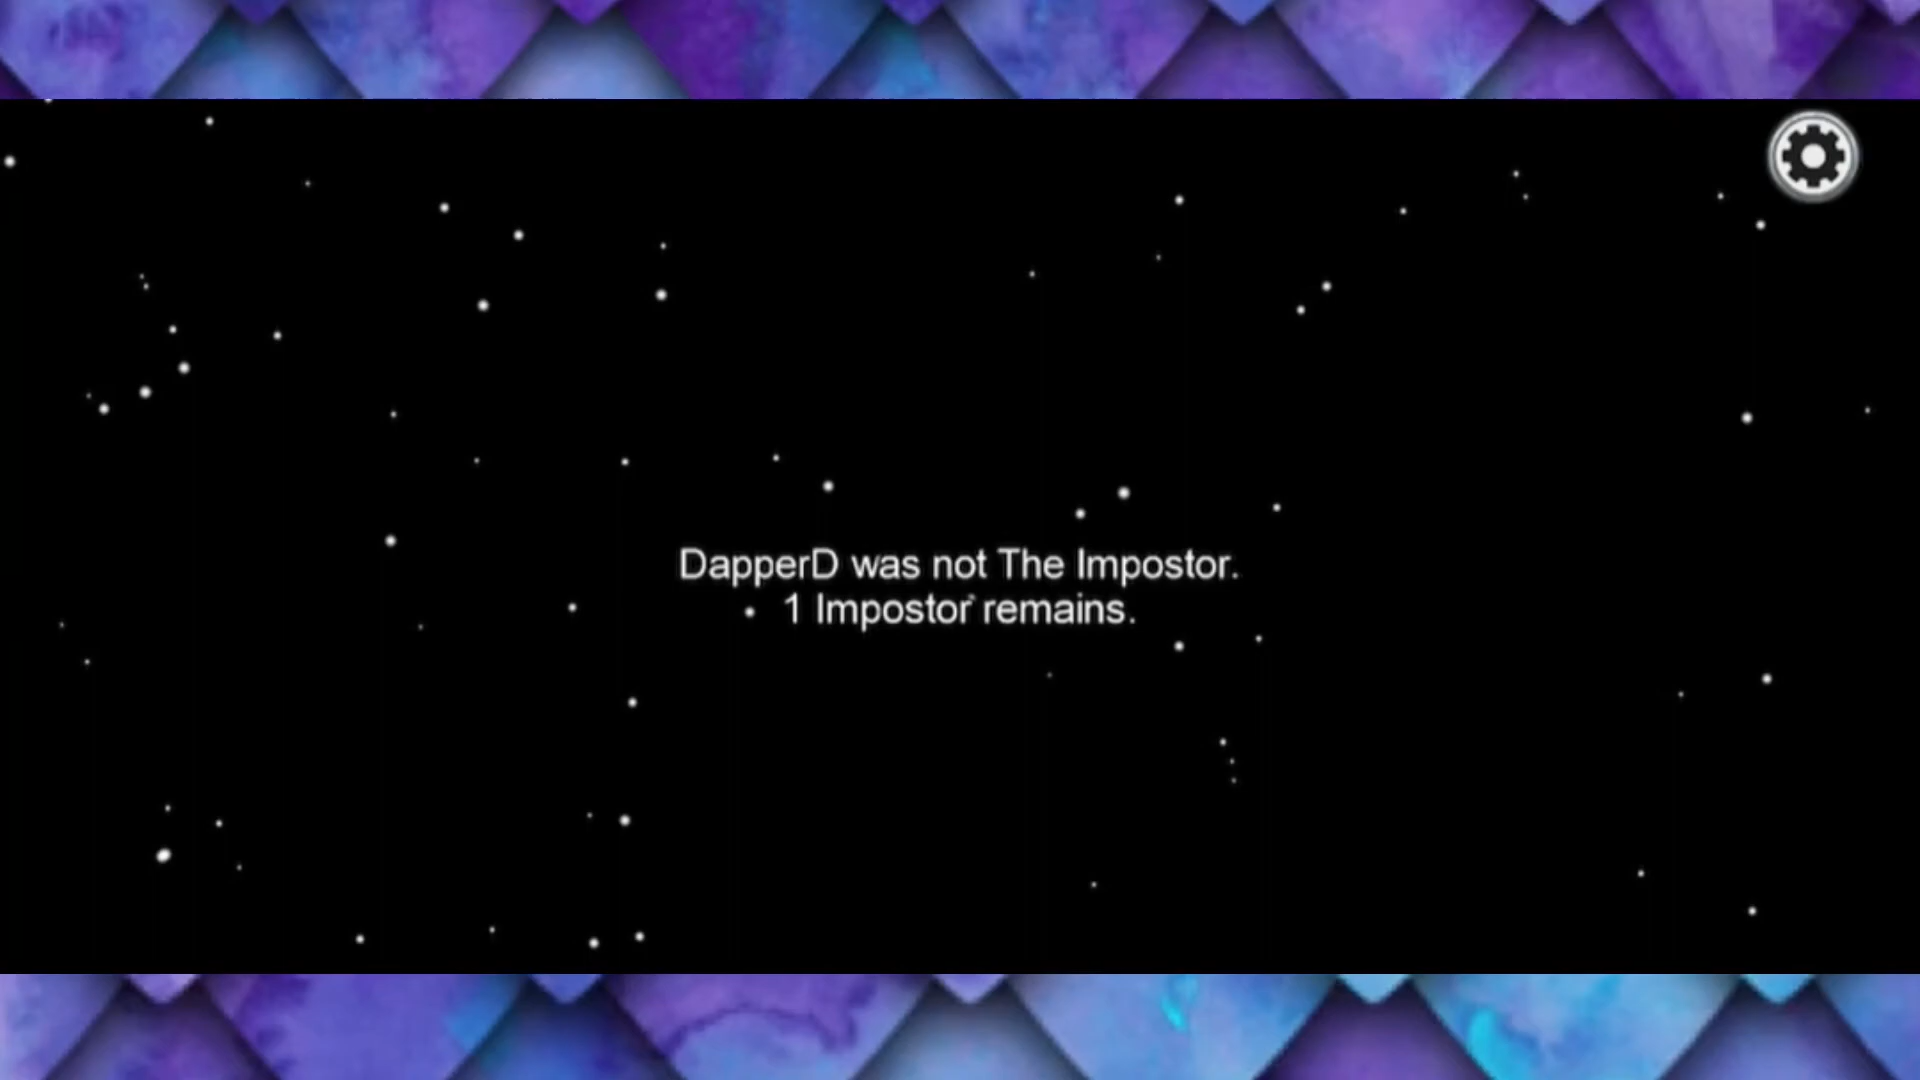 DapperD was not The Impostor.
1 Impostor remains.